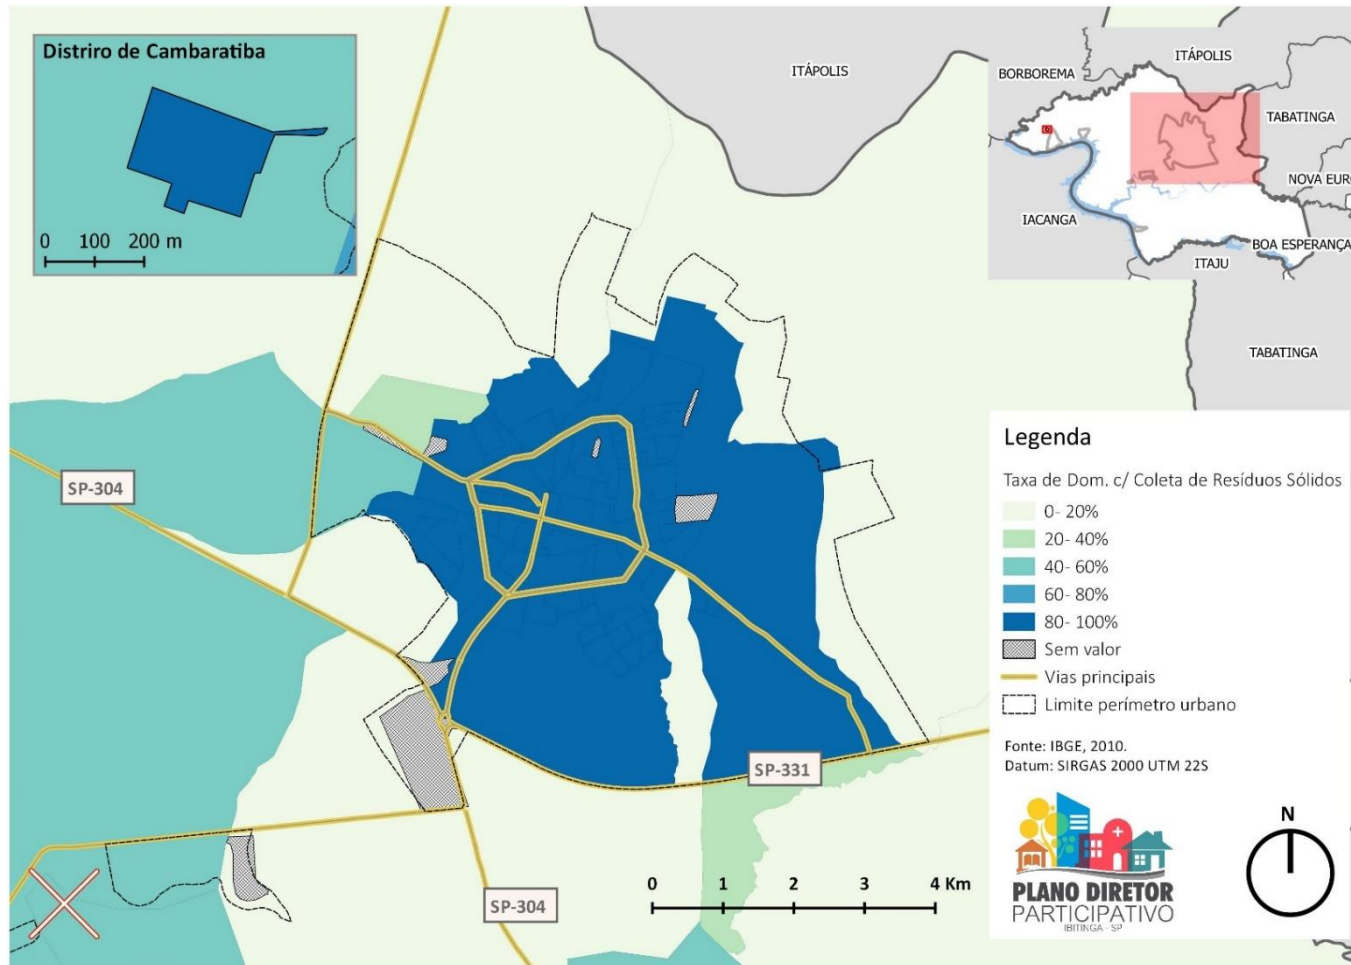 Distriro de Cambaratiba
0 100 200 m
ITÁPOLIS
ITÁPOLIS
BORBOREMA
TABATINGA
NOVA EURO
IACANGA
BOA ESPERANÇA
ITAJU
TABATINGA
SP-304
SP-331
SP-304
0 1 2 3 4 Km
Legenda
Taxa de Dom. c/ Coleta de Resíduos Sólidos
0- 20%
20- 40%
40- 60%
60- 80%
80- 100%
Sem valor
Vias principais
Limite perímetro urbano
Fonte: IBGE, 2010.
Datum: SIRGAS 2000 UTM 22S
PLANO DIRETOR
PARTICIPATIVO
IBITINGA - SP
N